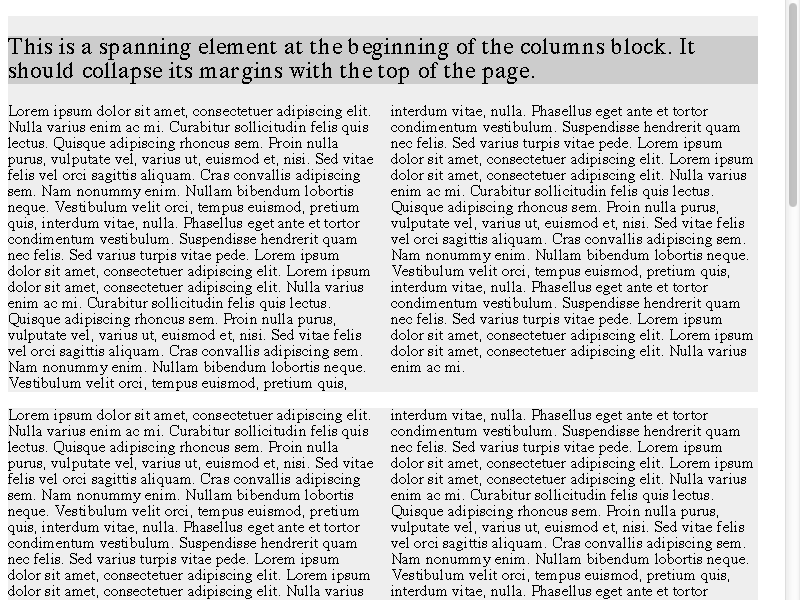 This is a spanning element at the beginning of the columns block. It
should collapse its margins with the top of the page.
Lorem ipsum dolor sit amet, consectetuer adipiscing elit.
Nulla varius enim ac mi. Curabitur sollicitudin felis quis
lectus. Quisque adipiscing rhoncus sem. Proin nulla
purus, vulputate vel, varius ut, euismod et, nisi. Sed vitae
felis vel orci sagittis aliquam. Cras convallis adipiscing
sem. Nam nonummy enim. Nullam bibendum lobortis
neque. Vestibulum velit orci, tempus euismod, pretium
quis, interdum vitae, nulla. Phasellus eget ante et tortor
condimentum vestibulum. Suspendisse hendrerit quam
nec felis. Sed varius turpis vitae pede. Lorem ipsum
dolor sit amet, consectetuer adipiscing elit. Lorem ipsum
dolor sit amet, consectetuer adipiscing elit. Nulla varius
enim ac mi. Curabitur sollicitudin felis quis lectus.
Quisque adipiscing rhoncus sem. Proin nulla purus,
vulputate vel, varius ut, euismod et, nisi. Sed vitae felis
vel orci sagittis aliquam. Cras convallis adipiscing sem.
Nam nonummy enim. Nullam bibendum lobortis neque.
Vestibulum velit orci, tempus euismod, pretium quis,
interdum vitae, nulla. Phasellus eget ante et tortor
condimentum vestibulum. Suspendisse hendrerit quam
nec felis. Sed varius turpis vitae pede. Lorem ipsum
dolor sit amet, consectetuer adipiscing elit. Lorem ipsum
dolor sit amet, consectetuer adipiscing elit. Nulla varius
enim ac mi. Curabitur sollicitudin felis quis lectus.
Quisque adipiscing rhoncus sem. Proin nulla purus,
vulputate vel, varius ut, euismod et, nisi. Sed vitae felis
vel orci sagittis aliquam. Cras convallis adipiscing sem.
Nam nonummy enim. Nullam bibendum lobortis neque.
Vestibulum velit orci, tempus euismod, pretium quis,
interdum vitae, nulla. Phasellus eget ante et tortor
condimentum vestibulum. Suspendisse hendrerit quam
nec felis. Sed varius turpis vitae pede. Lorem ipsum
dolor sit amet, consectetuer adipiscing elit. Lorem ipsum
dolor sit amet, consectetuer adipiscing elit. Nulla varius
enim ac mi.
Lorem ipsum dolor sit amet, consectetuer adipiscing elit.
Nulla varius enim ac mi. Curabitur sollicitudin felis quis
lectus. Quisque adipiscing rhoncus sem. Proin nulla
purus, vulputate vel, varius ut, euismod et, nisi. Sed vitae
felis vel orci sagittis aliquam. Cras convallis adipiscing
sem. Nam nonummy enim. Nullam bibendum lobortis
neque. Vestibulum velit orci, tempus euismod, pretium
quis, interdum vitae, nulla. Phasellus eget ante et tortor
condimentum vestibulum. Suspendisse hendrerit quam
nec felis. Sed varius turpis vitae pede. Lorem ipsum
dolor sit amet, consectetuer adipiscing elit. Lorem ipsum
dolor sit amet, consectetuer adipiscing elit. Nulla varius
interdum vitae, nulla. Phasellus eget ante et tortor
condimentum vestibulum. Suspendisse hendrerit quam
nec felis. Sed varius turpis vitae pede. Lorem ipsum
dolor sit amet, consectetuer adipiscing elit. Lorem ipsum
dolor sit amet, consectetuer adipiscing elit. Nulla varius
enim ac mi. Curabitur sollicitudin felis quis lectus.
Quisque adipiscing rhoncus sem. Proin nulla purus,
vulputate vel, varius ut, euismod et, nisi. Sed vitae felis
vel orci sagittis aliquam. Cras convallis adipiscing sem.
Nam nonummy enim. Nullam bibendum lobortis neque.
Vestibulum velit orci, tempus euismod, pretium quis,
interdum vitae, nulla. Phasellus eget ante et tortor